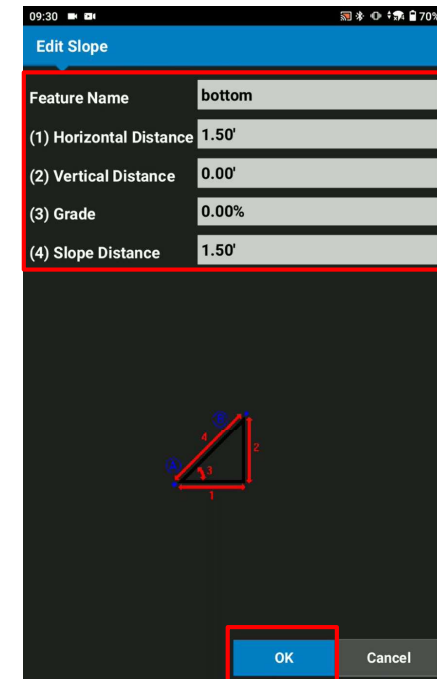 09:30 70%
Edit Slope
Feature Name bottom
(1) Horizontal Distance 1.50'
(2) Vertical Distance 0.00'
(3) Grade 0.00%
(4) Slope Distance 1.50'
4
2
3
1
OK Cancel